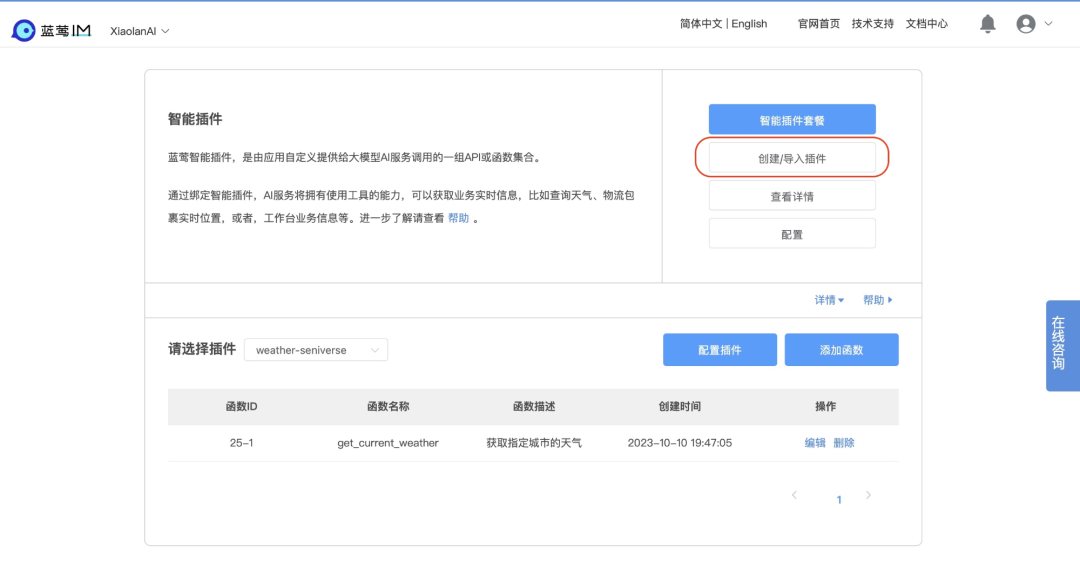 蓝莺IM
XiaolanAI
简体中文 | English
官网首页 技术支持 文档中心
智能插件
蓝莺智能插件，是由应用自定义提供给大模型AI服务调用的一组API或函数集合。
通过绑定智能插件，AI服务将拥有使用工具的能力，可以获取业务实时信息，比如查询天气、物流包
裹实时位置，或者，工作台业务信息等。进一步了解请查看 帮助 。
智能插件套餐
创建/导入插件
查看详情
配置
详情 帮助
在线咨询
请选择插件 weather-seniverse 配置插件 添加函数
函数ID 函数名称 函数描述 创建时间 操作
25-1 get_current_weather 获取指定城市的天气 2023-10-10 19:47:05 编辑 删除
1